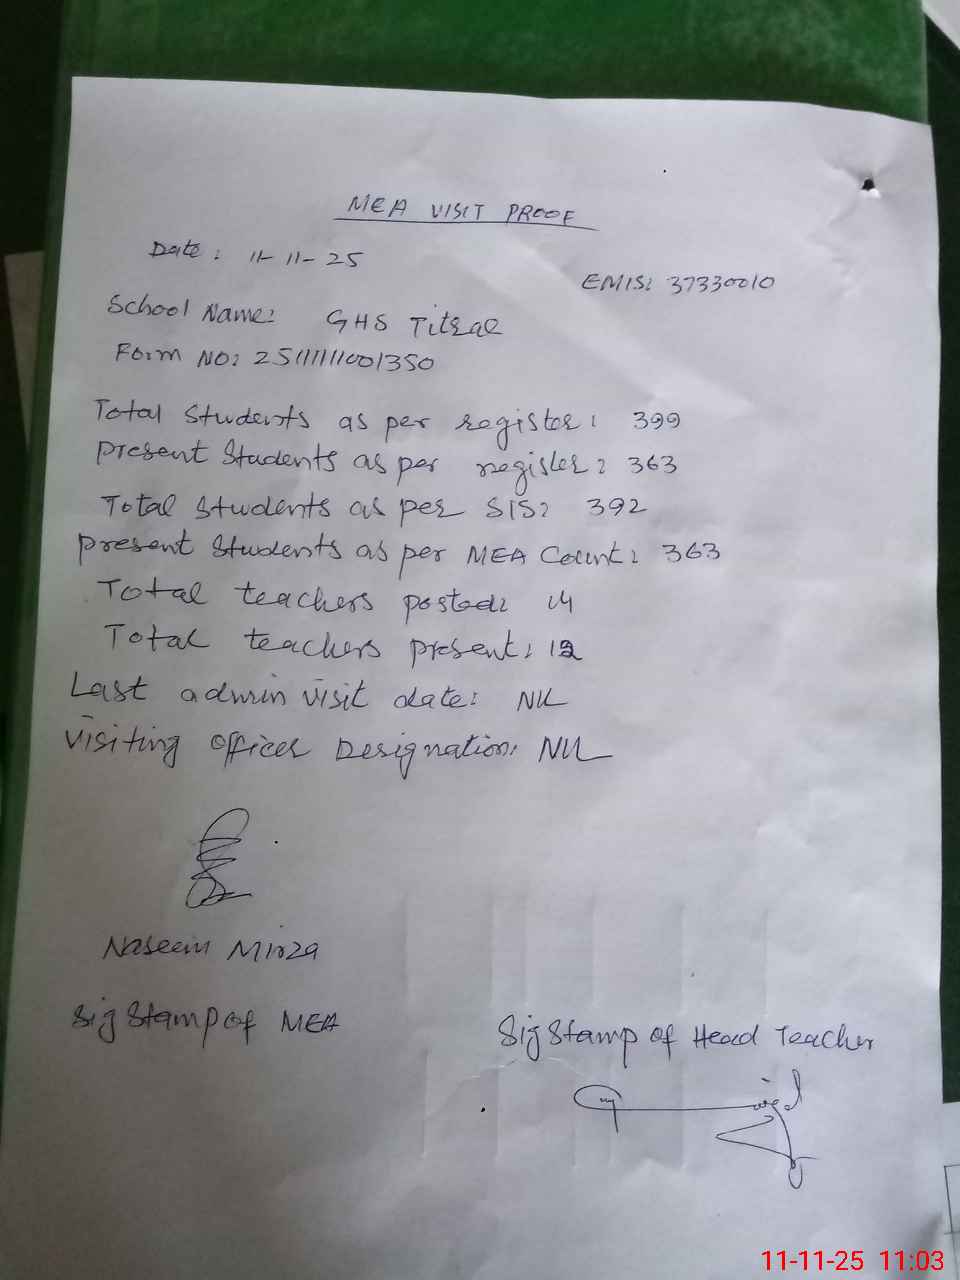 MEA VISIT PROOF
Date: 11-11-25
EMIS: 37330010
School Name: GHS Titral
Form NO: 251111001350
Total Students as per register: 399
Present Students as per register: 363
Total Students as per SIS: 392
Present Students as per MEA Count: 363
Total teachers posted: 14
Total teachers present: 12
Last admin visit date: NIL
Visiting officer Designation: NIL
Naseem Mirza
Sig Stamp of MEA
Sig Stamp of Head Teacher
11-11-25 11:03